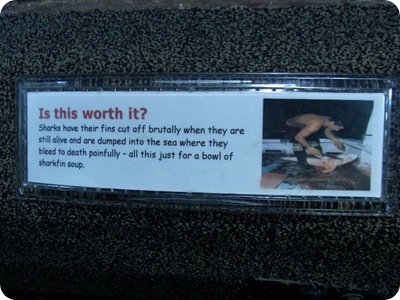 Is this worth it?
Sharks have their fins cut off brutally when they are
still alive and are dumped into the sea where they
bleed to death painfully - all this just for a bowl of
sharkfin soup.